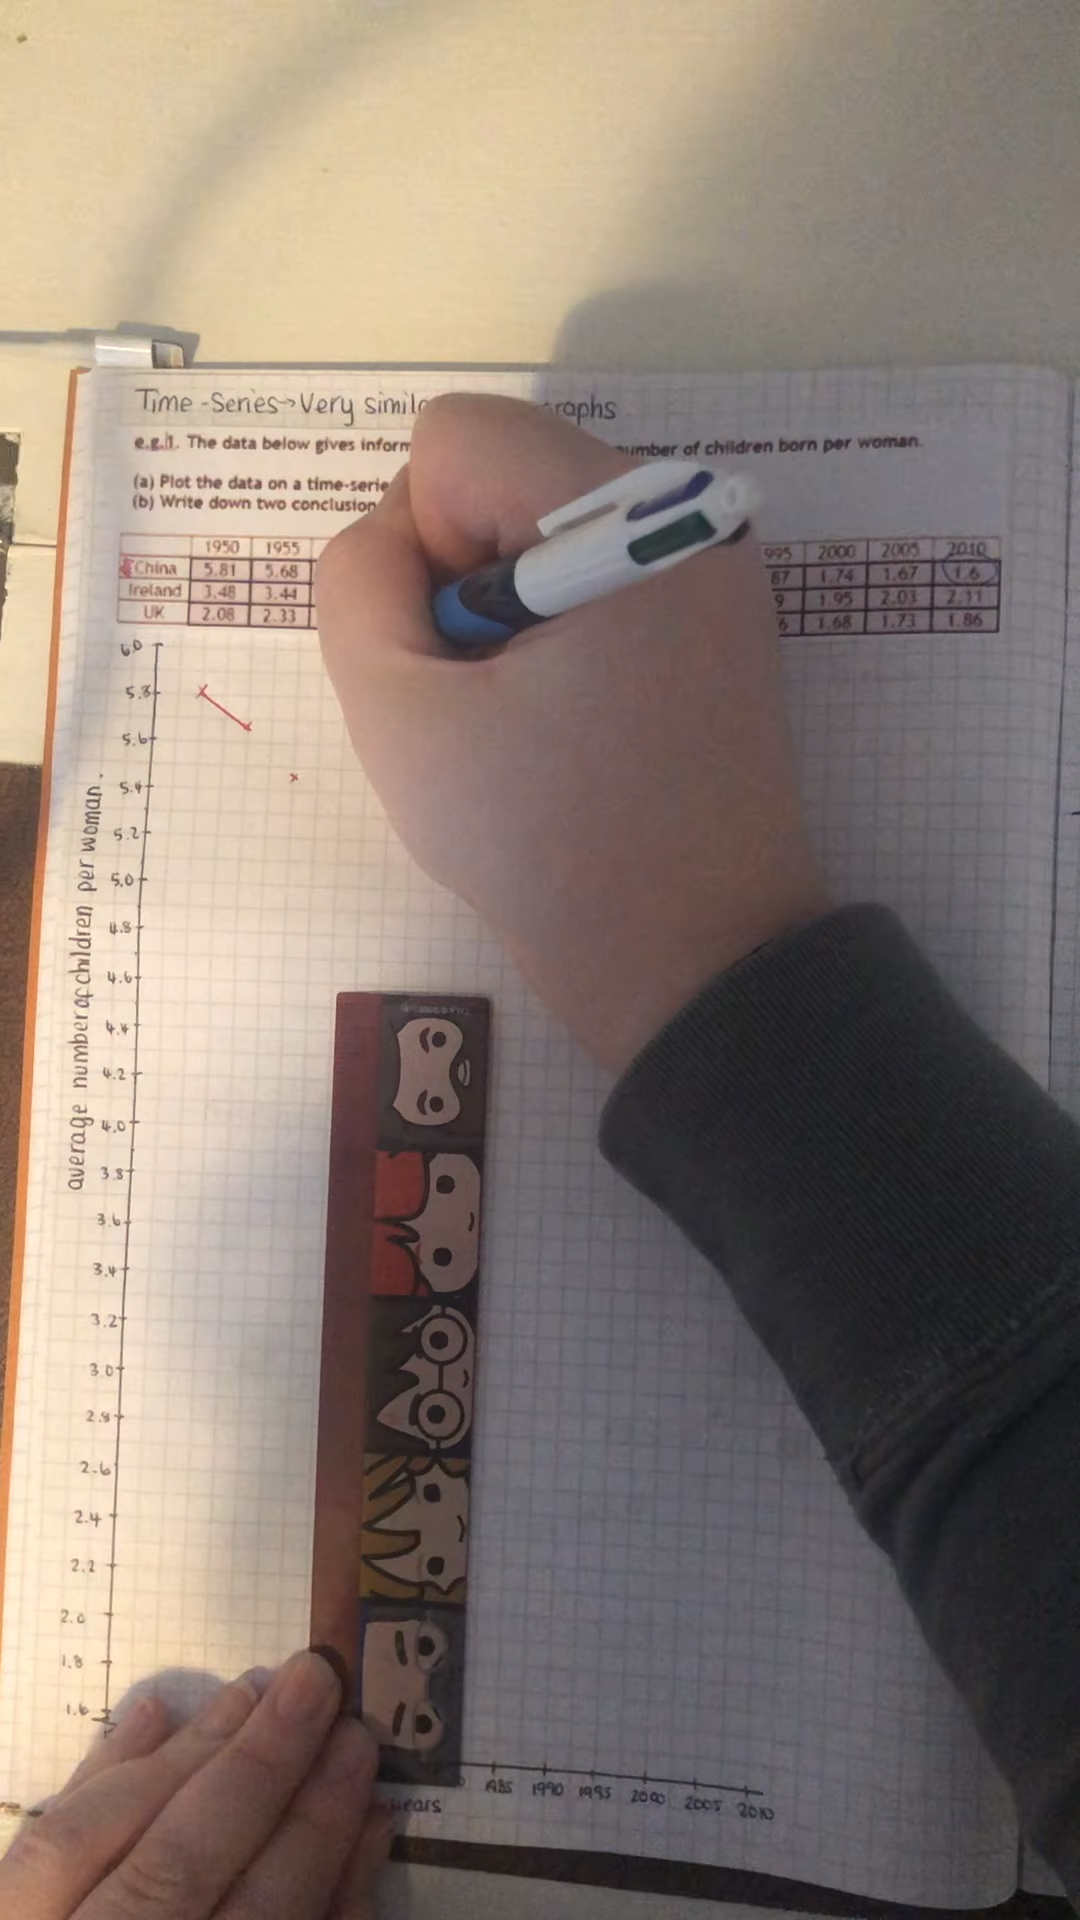 Time-Series→Very simil raphs
e.g.1. The data below gives inform number of children born per woman.
(a) Plot the data on a time-serie
(b) Write down two conclusion
1950 1955 995 2000 2005 2010
China 5.81 5.68 87 1.74 1.67 1.6
Ireland 3.48 3.44 9 1.95 2.03 2.11
UK 2.08 2.33 6 1.68 1.73 1.86
average number of children per woman.
6.0
5.8
5.6
5.4
5.2
5.0
4.8
4.6
4.4
4.2
4.0
3.8
3.6
3.4
3.2
3.0
2.8
2.6
2.4
2.2
2.0
1.8
1.6
0 1985 1990 1995 2000 2005 2010
years